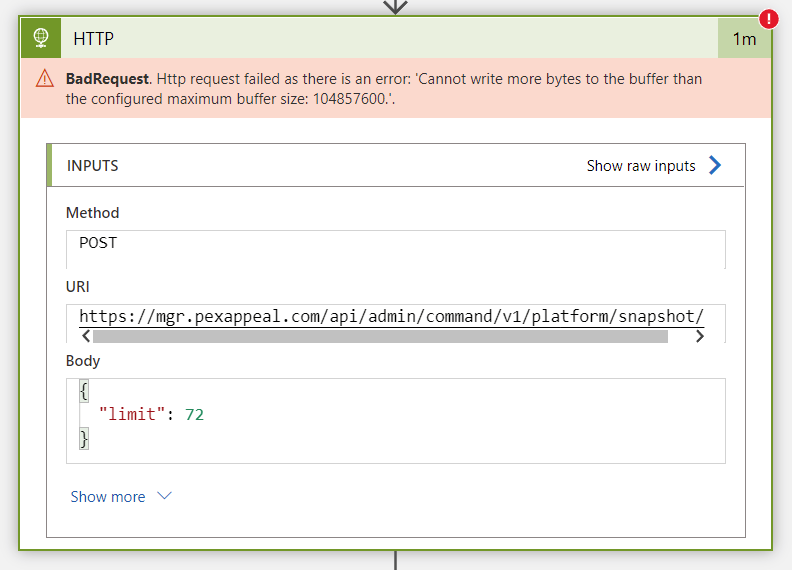 HTTP
1m
!
BadRequest. Http request failed as there is an error: 'Cannot write more bytes to the buffer than
the configured maximum buffer size: 104857600.'.
INPUTS
Show raw inputs
Method
POST
URI
https://mgr.pexappeal.com/api/admin/command/v1/platform/snapshot/
Body
{
"limit": 72
}
Show more